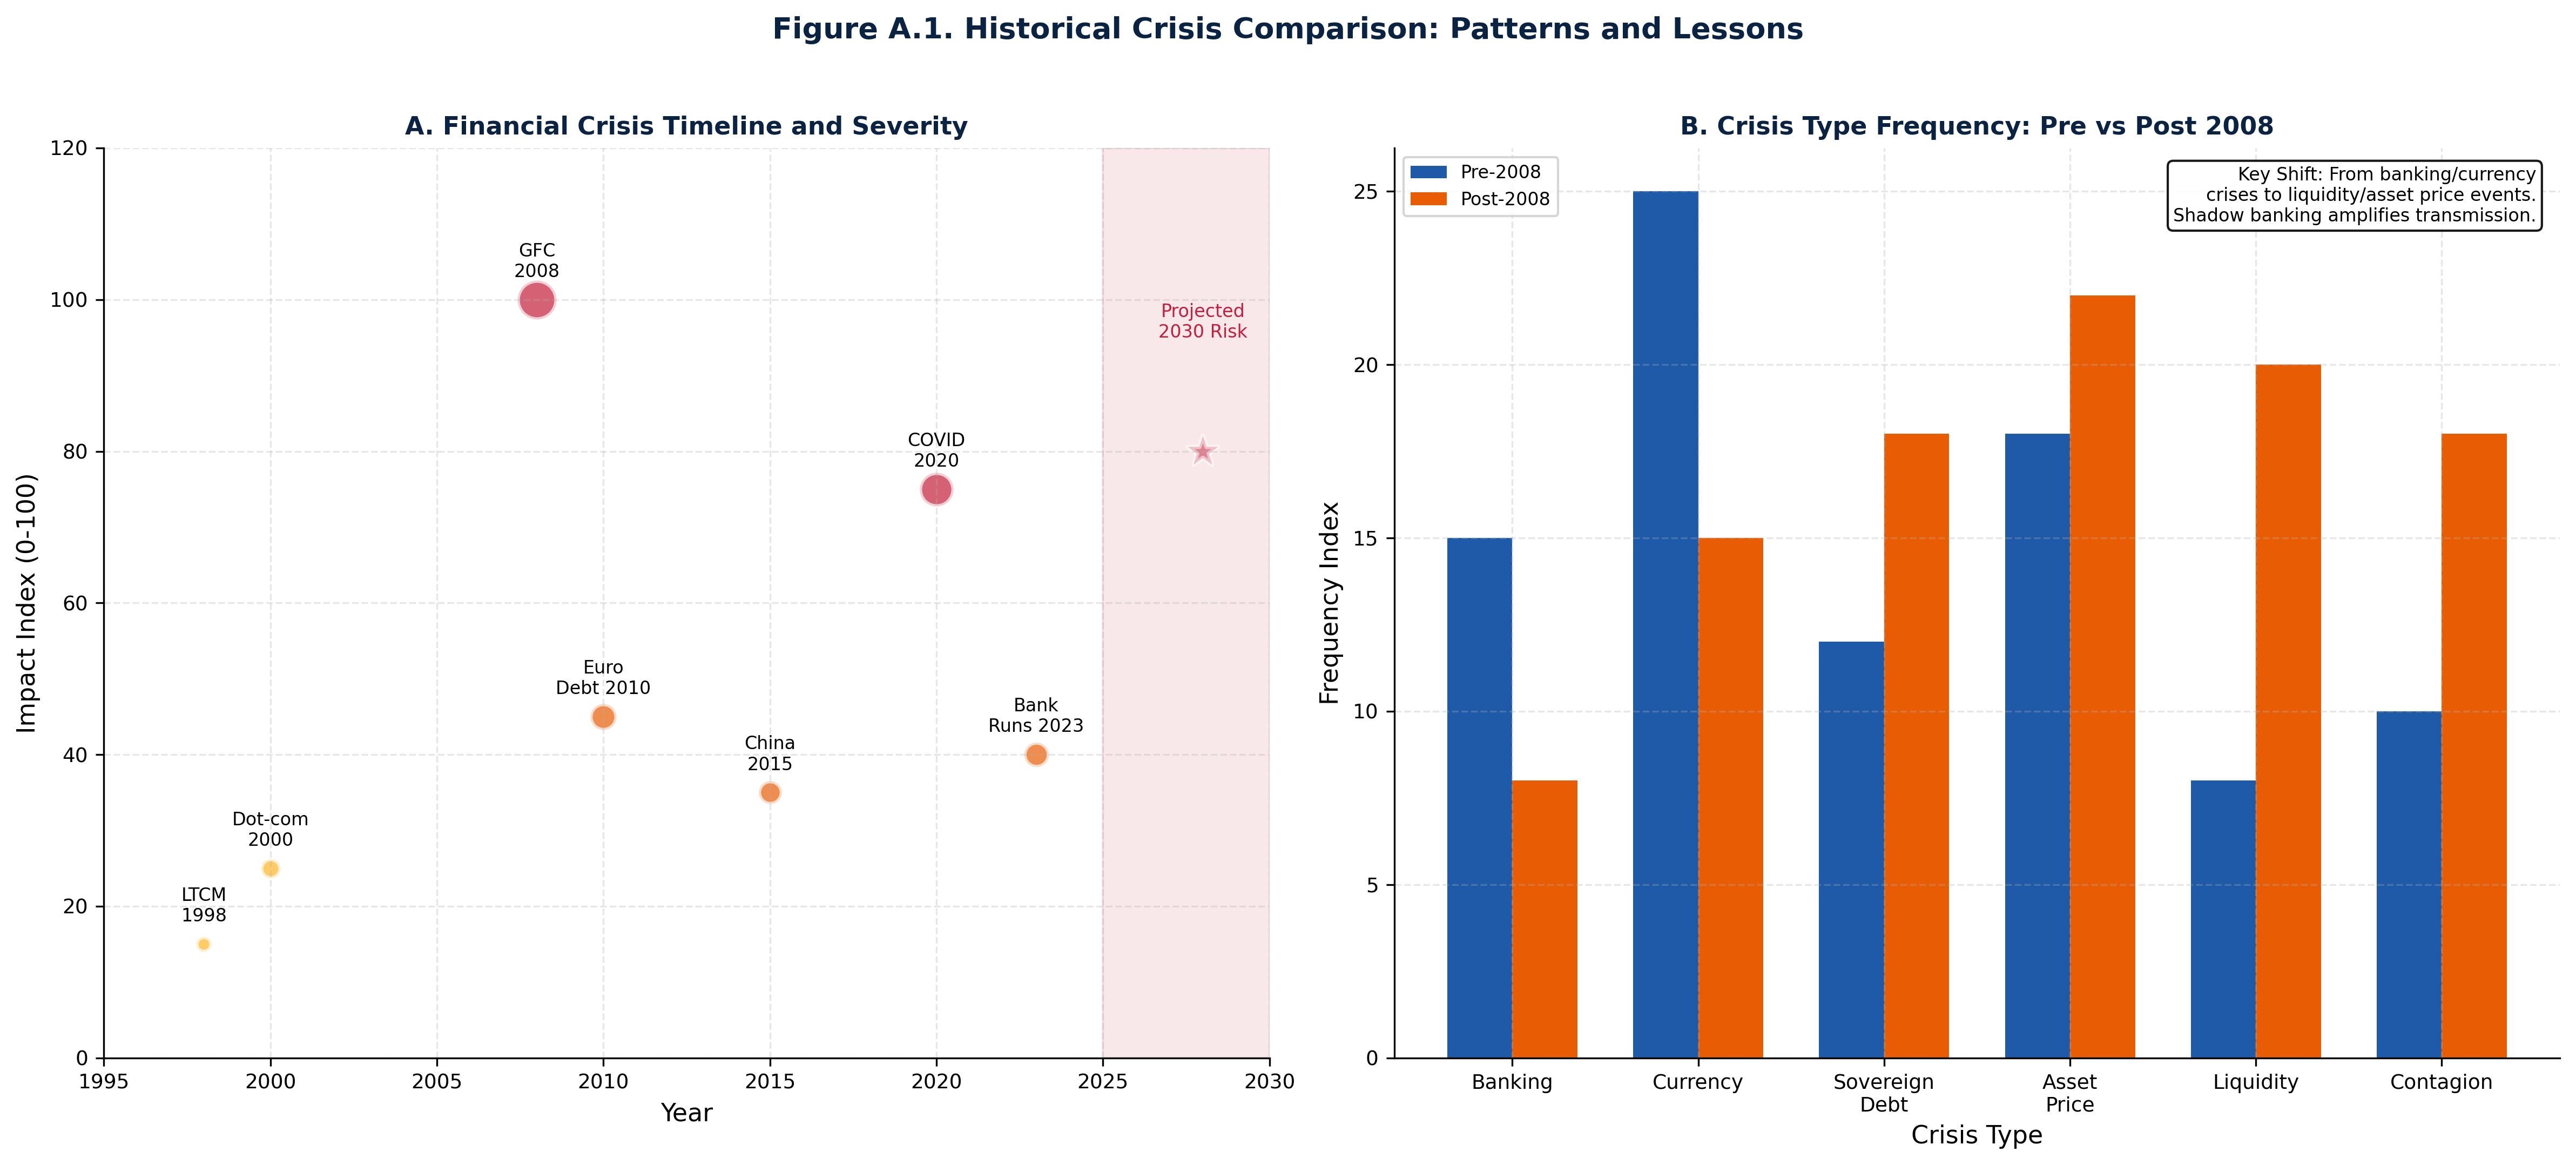 Figure A.1. Historical Crisis Comparison: Patterns and Lessons
A. Financial Crisis Timeline and Severity
120
100
80
60
40
20
0
Impact Index (0-100)
GFC
2008
Projected
2030 Risk
COVID
2020
Euro
Debt 2010
Bank
Runs 2023
China
2015
Dot-com
2000
LTCM
1998
1995
2000
2005
2010
2015
2020
2025
2030
Year
B. Crisis Type Frequency: Pre vs Post 2008
Pre-2008
Post-2008
Key Shift: From banking/currency
crises to liquidity/asset price events.
Shadow banking amplifies transmission.
25
20
15
10
5
0
Frequency Index
Banking
Currency
Sovereign
Debt
Asset
Price
Liquidity
Contagion
Crisis Type